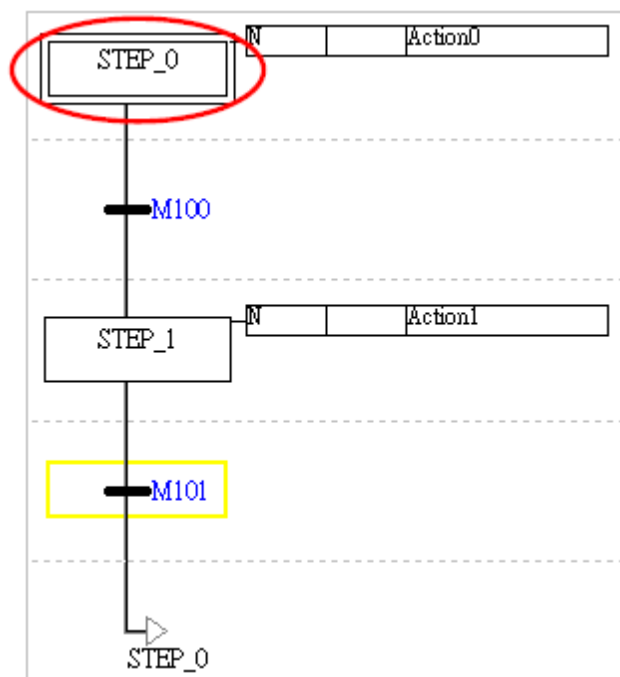 STEP_0 N Action0
M100
STEP_1 N Action1
M101
STEP_0